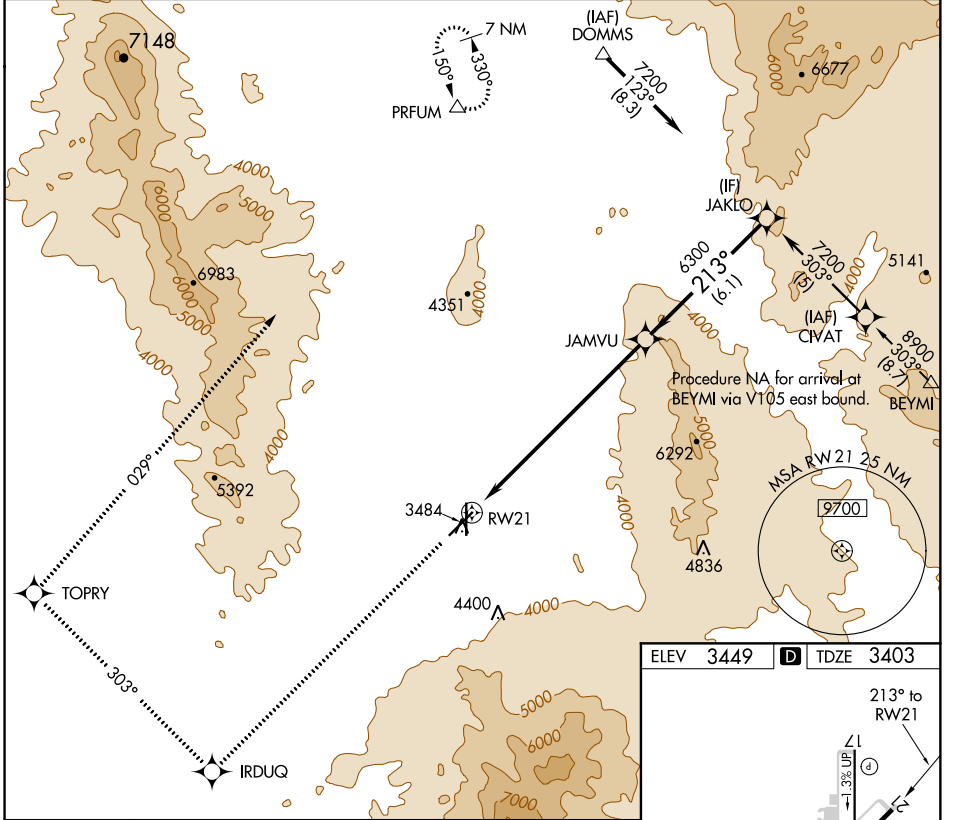 7148
7 NM
330°
150°
PRFUM
(IAF)
DOMMS
7200
123°
(8.3)
6000
6677
4000
5000
6000
(IF)
JAKLO
6300
213°
(6.1)
7200
303°
(5)
4000
5141
6983
6000
5000
4000
4351
4000
JAMVU
4000
(IAF)
CIVAT
8900
303°
(8.7)
BEYMI
Procedure NA for arrival at
BEYMI via V105 east bound.
5000
6292
029°
4000
5392
MSA RW21 25 NM
9700
3484
RW21
4000
4836
TOPRY
4400
4000
303°
IRDUQ
5000
6000
7000
ELEV 3449 D TDZE 3403
213° to
RW21
17
P
1.3% UP
21